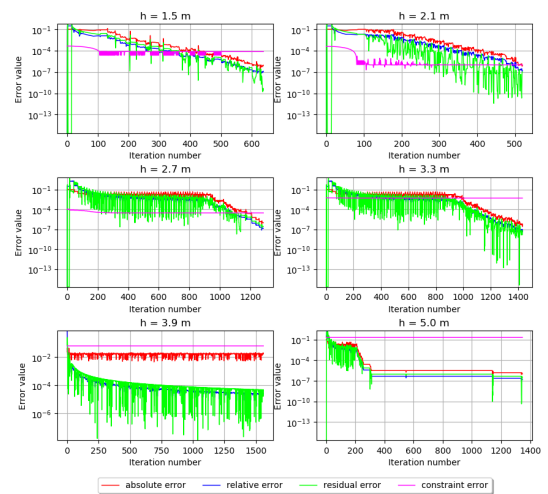 h = 1.5 m
h = 2.1 m
Error value
10⁻¹
10⁻⁴
10⁻⁷
10⁻¹⁰
10⁻¹³
0 100 200 300 400 500 600
Iteration number
Error value
10⁻¹
10⁻⁴
10⁻⁷
10⁻¹⁰
10⁻¹³
0 100 200 300 400 500
Iteration number
h = 2.7 m
h = 3.3 m
Error value
10⁻¹
10⁻⁴
10⁻⁷
10⁻¹⁰
10⁻¹³
0 250 500 750 1000 1250
Iteration number
Error value
10⁻¹
10⁻⁴
10⁻⁷
10⁻¹⁰
10⁻¹³
0 200 400 600 800 1000 1200 1400
Iteration number
h = 3.9 m
h = 5.0 m
Error value
10⁻²
10⁻⁴
10⁻⁶
0 250 500 750 1000 1250 1500
Iteration number
Error value
10⁻¹
10⁻⁴
10⁻⁷
10⁻¹⁰
10⁻¹³
0 200 400 600 800 1000 1200 1400
Iteration number
absolute error relative error residual error constraint error